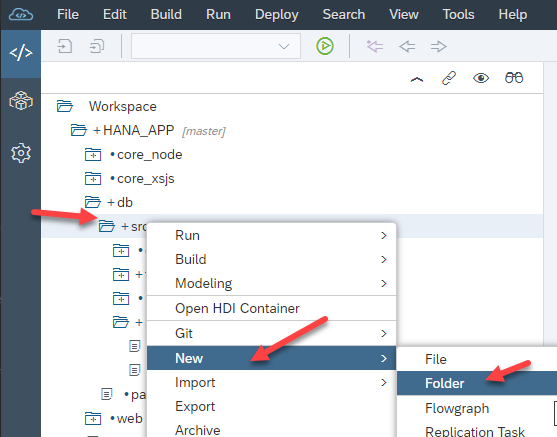 File Edit Build Run Deploy Search View Tools Help
Workspace
+HANA_APP [master]
•core_node
•core_xsjs
+db
+src
Run
Build
Modeling
Open HDI Container
Git
New
Import
Export
Archive
File
Folder
Flowgraph
Replication Task
•web